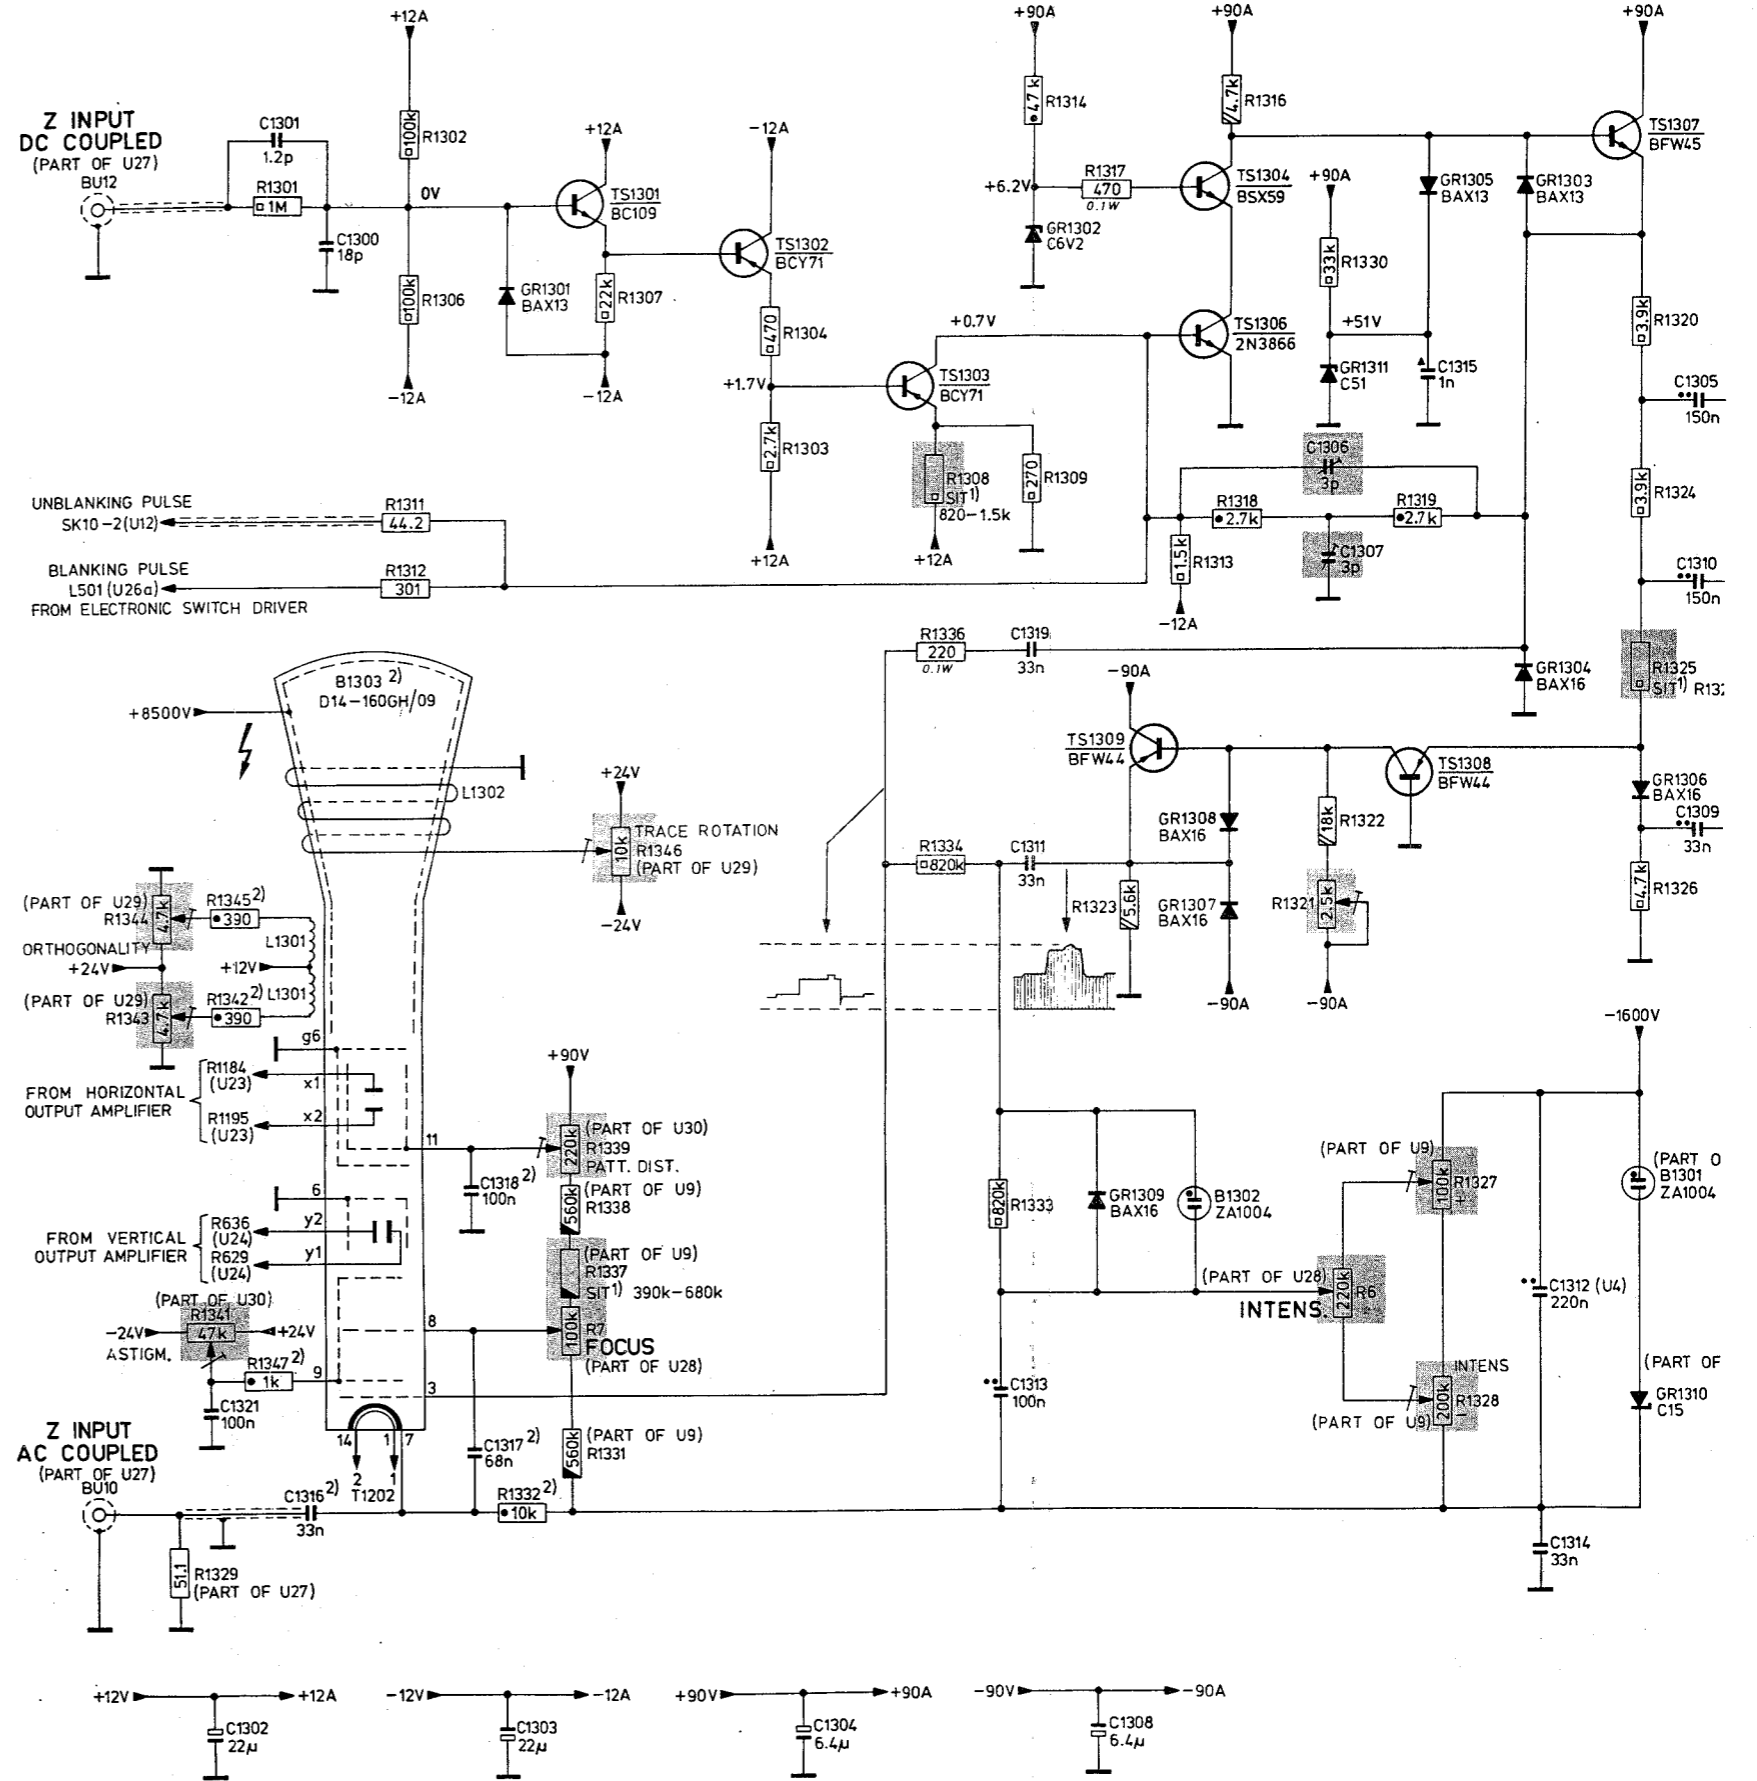 +12A
+90A
+90A
+90A
Z INPUT
DC COUPLED
(PART OF U27)
BU12
C1301
1.2p
R1301
1M
C1300
18p
100k
R1302
0V
100k
R1306
-12A
GR1301
BAX13
+12A
TS1301
BC109
22k
R1307
-12A
-12A
TS1302
BCY71
470
R1304
+1.7V
2.7k
R1303
+12A
TS1303
BCY71
+0.7V
R1308
SIT 1)
820-1.5k
+12A
270
R1309
47k
R1314
+6.2V
R1317
470
0.1W
GR1302
C6V2
4.7k
R1316
TS1304
BSX59
TS1306
2N3866
+90A
33k
R1330
+51V
GR1311
C51
GR1305
BAX13
C1315
1n
GR1303
BAX13
TS1307
BFW45
3.9k
R1320
C1305
150n
3.9k
R1324
C1310
150n
C1306
3p
R1318
2.7k
R1319
2.7k
C1307
3p
1.5k
R1313
-12A
UNBLANKING PULSE
SK10-2(U12)
R1311
44.2
BLANKING PULSE
L501(U26a)
FROM ELECTRONIC SWITCH DRIVER
R1312
301
R1336
220
0.1W
C1319
33n
GR1304
BAX16
R1325
SIT 1)
-90A
TS1309
BFW44
TS1308
BFW44
GR1306
BAX16
C1309
33n
4.7k
R1326
GR1308
BAX16
18k
R1322
GR1307
BAX16
R1321
2.5k
-90A
-90A
R1334
820k
C1311
33n
R1323
5.6k
B1303 2)
D14-160GH/09
+8500V
L1302
+24V
10k
TRACE ROTATION
R1346
(PART OF U29)
-24V
(PART OF U29)
R1344
4.7k
R1345 2)
390
L1301
ORTHOGONALITY
+24V
+12V
(PART OF U29)
R1343
4.7k
R1342 2)
390
L1301
g6
R1184
(U23)
x1
FROM HORIZONTAL
OUTPUT AMPLIFIER
R1195
(U23)
x2
11
6
y2
R636
(U24)
FROM VERTICAL
OUTPUT AMPLIFIER
R629
(U24)
y1
+90V
220k
(PART OF U30)
R1339
PATT. DIST.
C1318 2)
100n
560k
(PART OF U9)
R1338
(PART OF U9)
R1337
SIT 1) 390k-680k
8
100k
R7
FOCUS
(PART OF U28)
(PART OF U30)
R1341
47k
-24V
+24V
ASTIGM.
R1347 2)
1k
9
3
C1321
100n
14
1
7
2
1
T1202
C1317 2)
68n
560k
(PART OF U9)
R1331
Z INPUT
AC COUPLED
(PART OF U27)
BU10
C1316 2)
33n
R1332 2)
10k
51.1
R1329
(PART OF U27)
820k
R1333
GR1309
BAX16
B1302
ZA1004
C1313
100n
(PART OF U28)
INTENS.
220k
R6
(PART OF U9)
100k
R1327
+
INTENS
200k
R1328
-
(PART OF U9)
-1600V
(PART O
B1301
ZA1004
C1312 (U4)
220n
(PART OF
GR1310
C15
C1314
33n
+12V
+12A
C1302
22µ
-12V
-12A
C1303
22µ
+90V
+90A
C1304
6.4µ
-90V
-90A
C1308
6.4µ